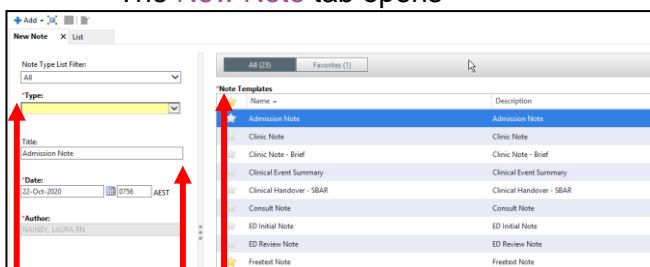 The New Note tab opens
Add
New Note X List
Note Type List Filter:
All
*Type:
Title:
Admission Note
*Date:
22-Oct-2020 0756 AEST
*Author:
NAINBY, LAURA RN
All (23) Favorites (1)
*Note Templates
Name Description
Admission Note Admission Note
Clinic Note Clinic Note
Clinic Note - Brief Clinic Note - Brief
Clinical Event Summary Clinical Event Summary
Clinical Handover - SBAR Clinical Handover - SBAR
Consult Note Consult Note
ED Initial Note ED Initial Note
ED Review Note ED Review Note
Freetext Note Freetext Note